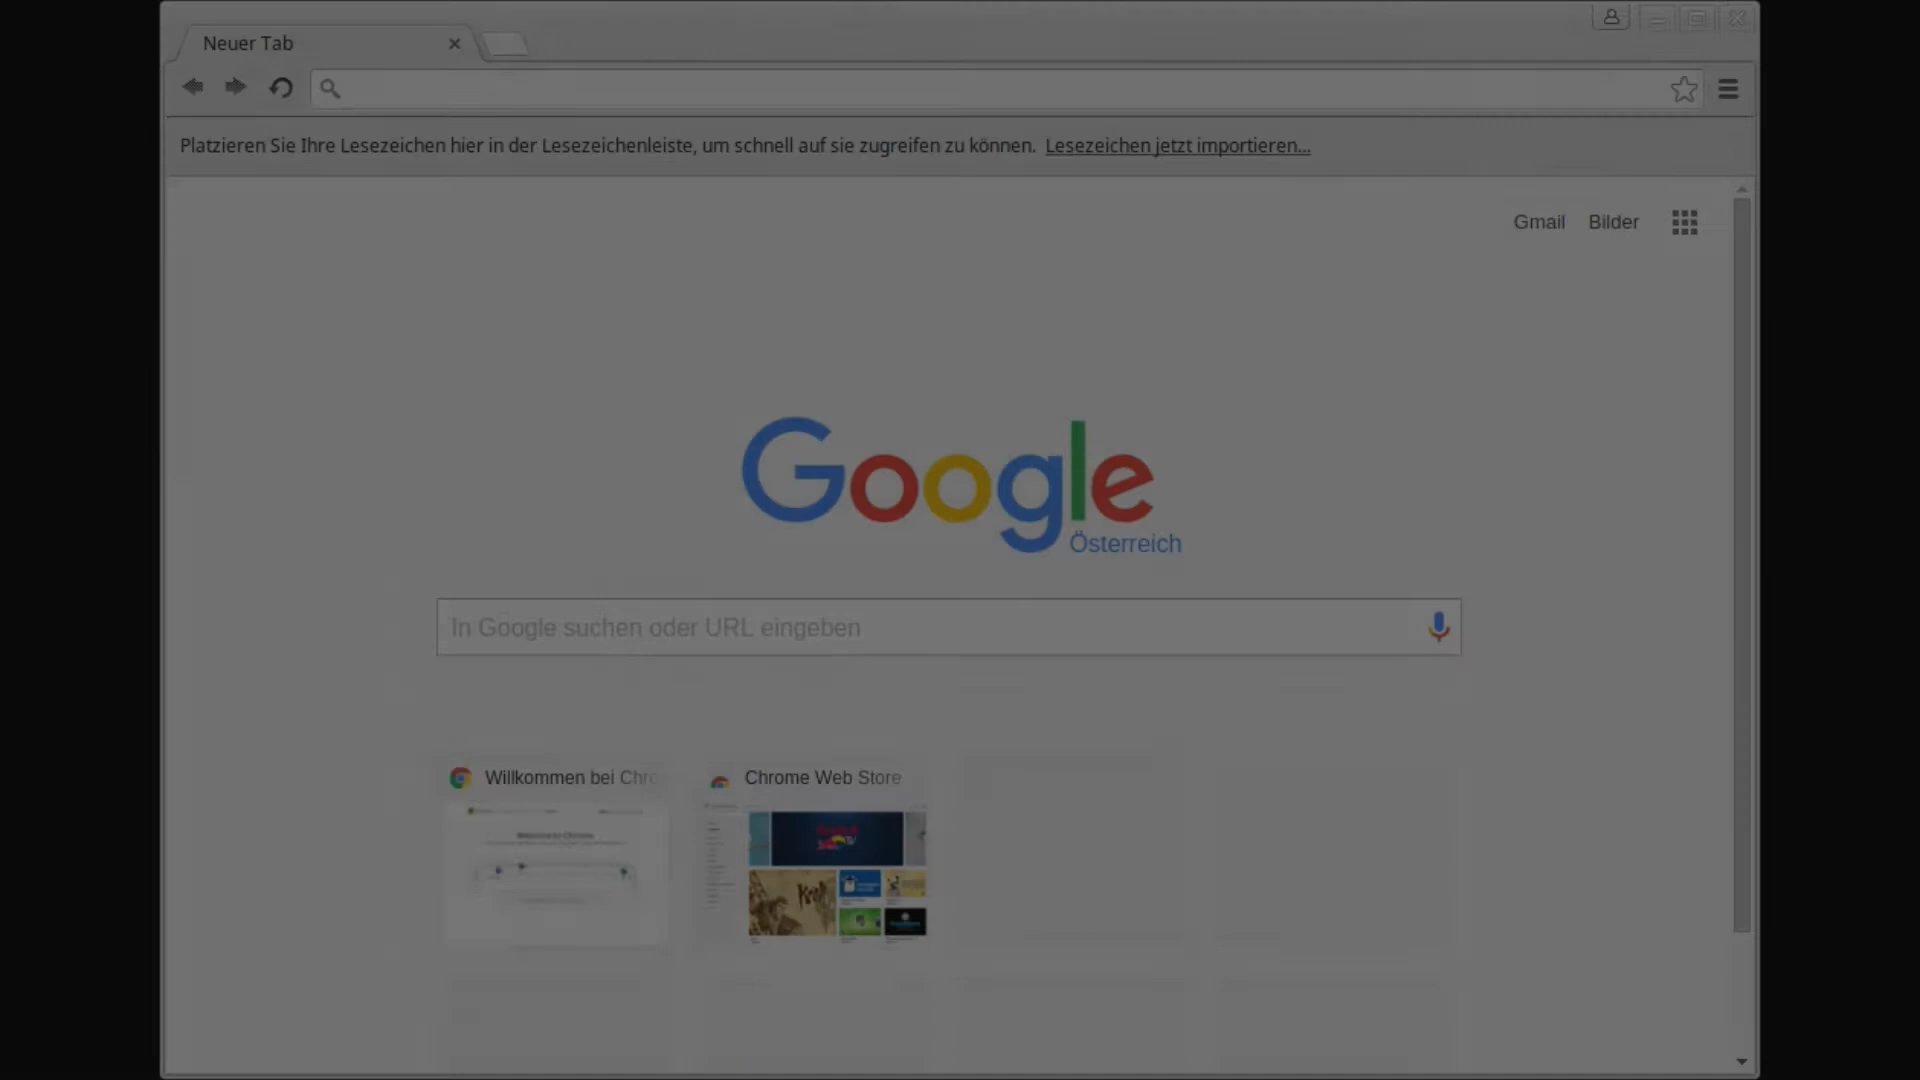 Neuer Tab
Platzieren Sie Ihre Lesezeichen hier in der Lesezeichenleiste, um schnell auf sie zugreifen zu können. Lesezeichen jetzt importieren...
Gmail Bilder
Google
Österreich
In Google suchen oder URL eingeben
Willkommen bei Chro
Chrome Web Store